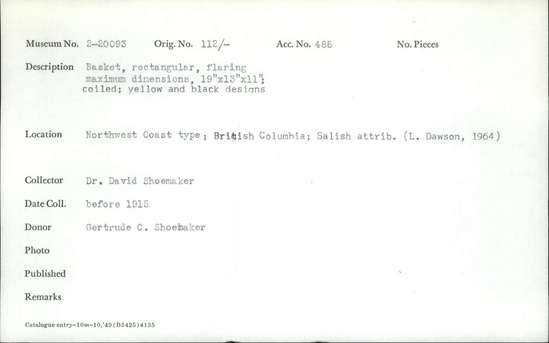 Museum No. 2-20093 Orig. No. 112/- Acc. No. 485 No. Pieces
Description Basket, rectangular, flaring
maximum dimensions, 19"x13"x11";
coiled; yellow and black designs
Location Northwest Coast type; British Columbia; Salish attrib. (L. Dawson, 1964)
Collector Dr. David Shoemaker
Date Coll. before 1915
Donor Gertrude C. Shoemaker
Photo
Published
Remarks
Catalogue entry-10m-10,'49(B3425)4135